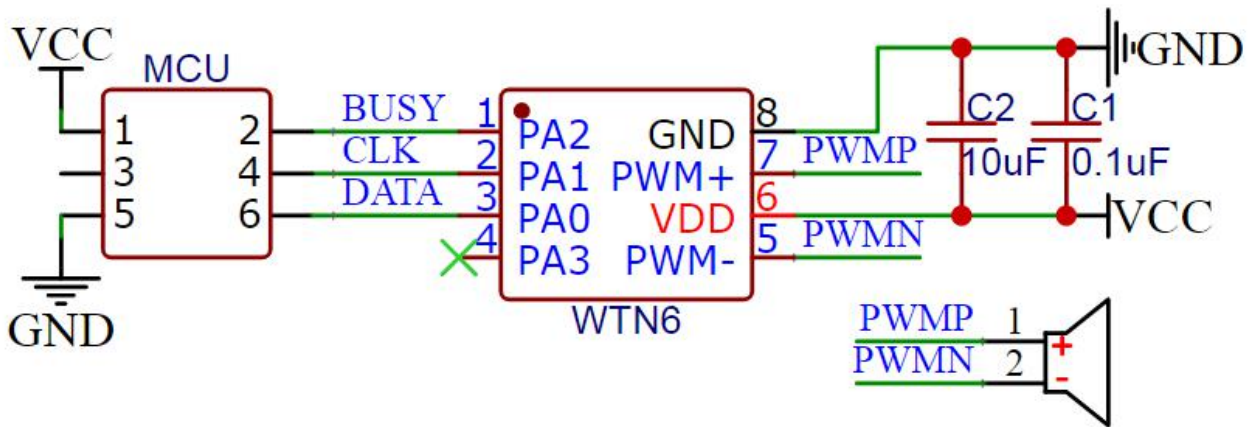 VCC
MCU
1 2
3 4
5 6
GND
BUSY
CLK
DATA
1 PA2 GND 8
2 PA1 PWM+ 7
3 PA0 VDD 6
4 PA3 PWM- 5
WTN6
PWMP
PWMN
C2
10uF
C1
0.1uF
GND
VCC
PWMP 1 +
PWMN 2 -